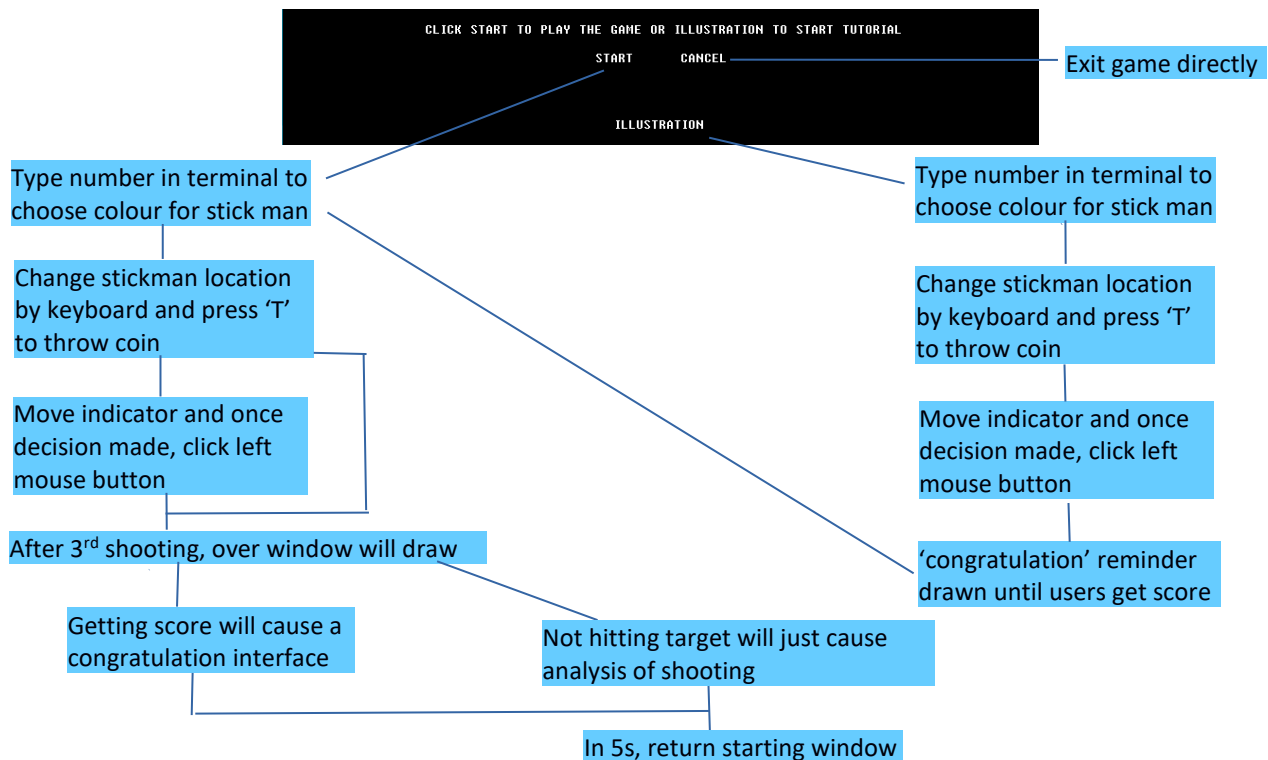 CLICK START TO PLAY THE GAME OR ILLUSTRATION TO START TUTORIAL
START CANCEL
Exit game directly
ILLUSTRATION
Type number in terminal to
choose colour for stick man
Change stickman location
by keyboard and press ‘T’
to throw coin
Move indicator and once
decision made, click left
mouse button
After 3rd shooting, over window will draw
Getting score will cause a
congratulation interface
Not hitting target will just cause
analysis of shooting
In 5s, return starting window
Type number in terminal to
choose colour for stick man
Change stickman location
by keyboard and press ‘T’
to throw coin
Move indicator and once
decision made, click left
mouse button
‘congratulation’ reminder
drawn until users get score